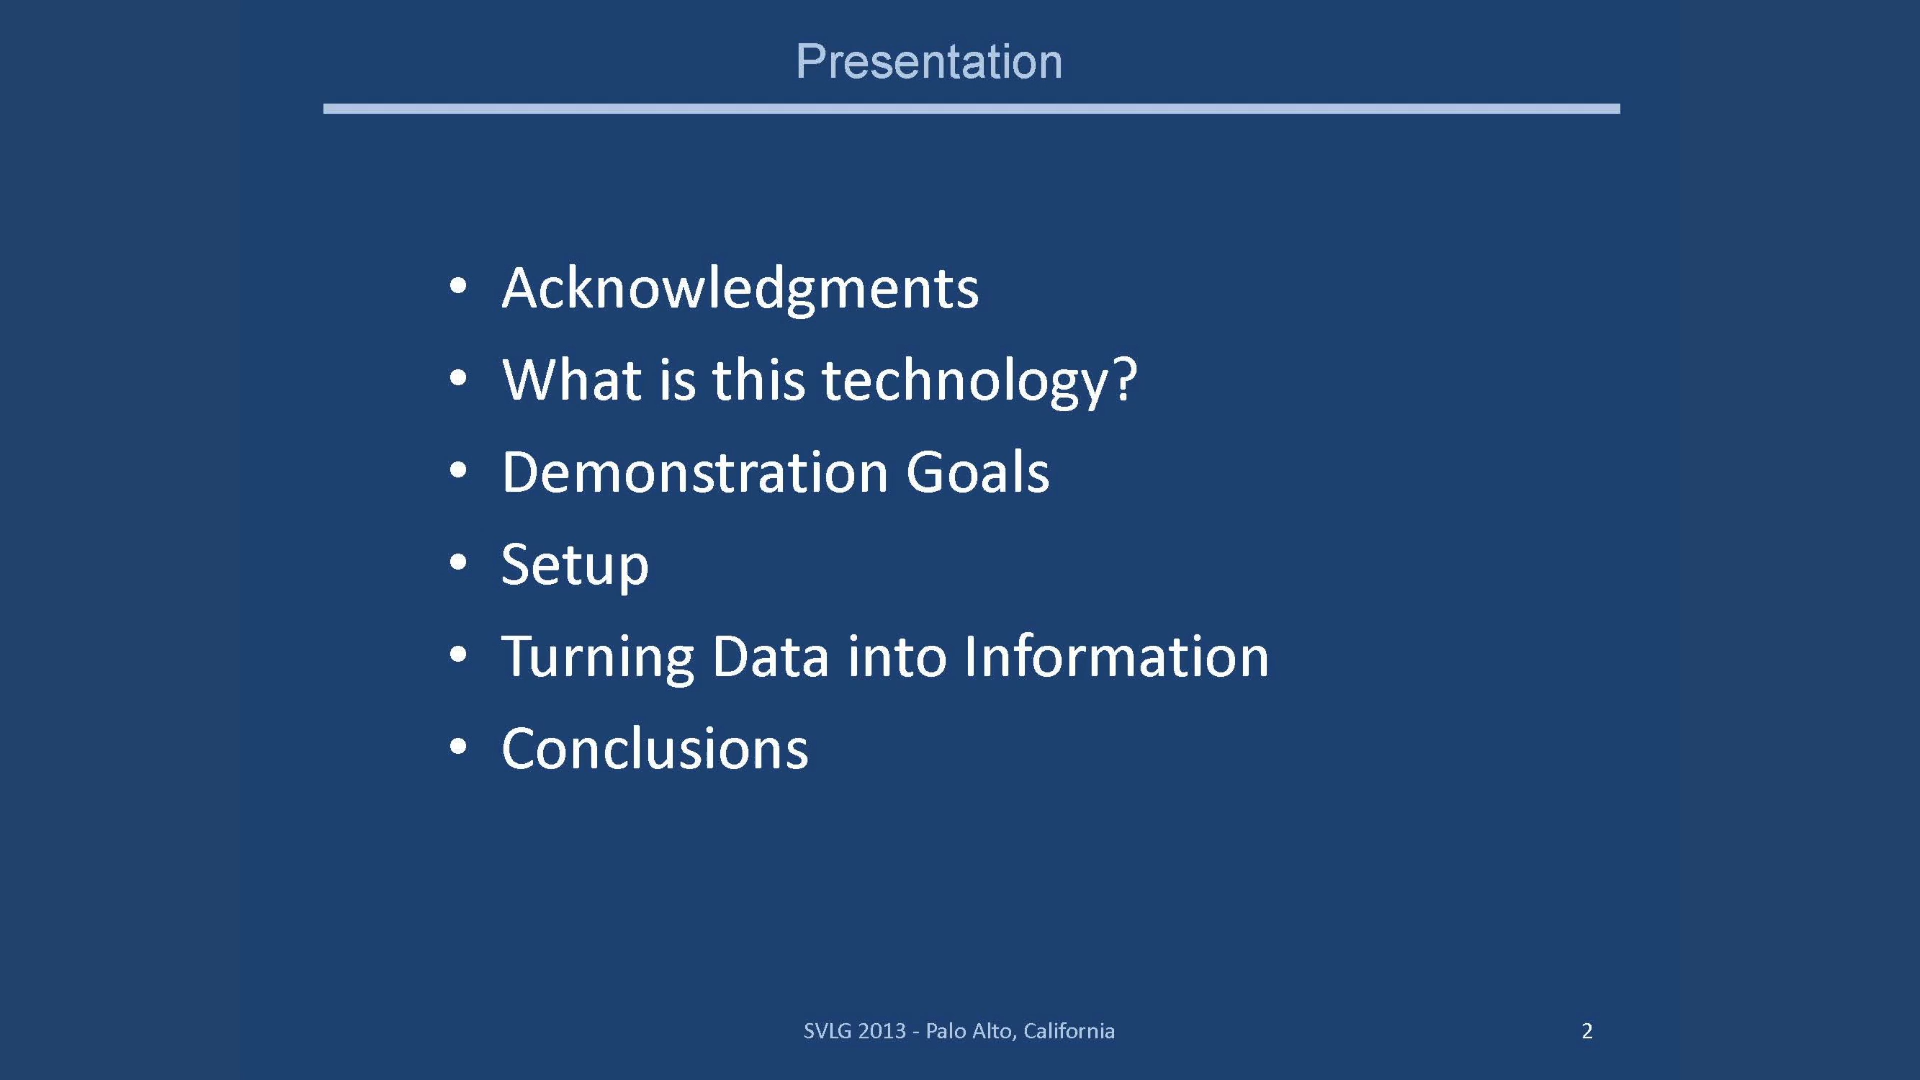 Presentation
• Acknowledgments
• What is this technology?
• Demonstration Goals
• Setup
• Turning Data into Information
• Conclusions
SVLG 2013 - Palo Alto, California
2